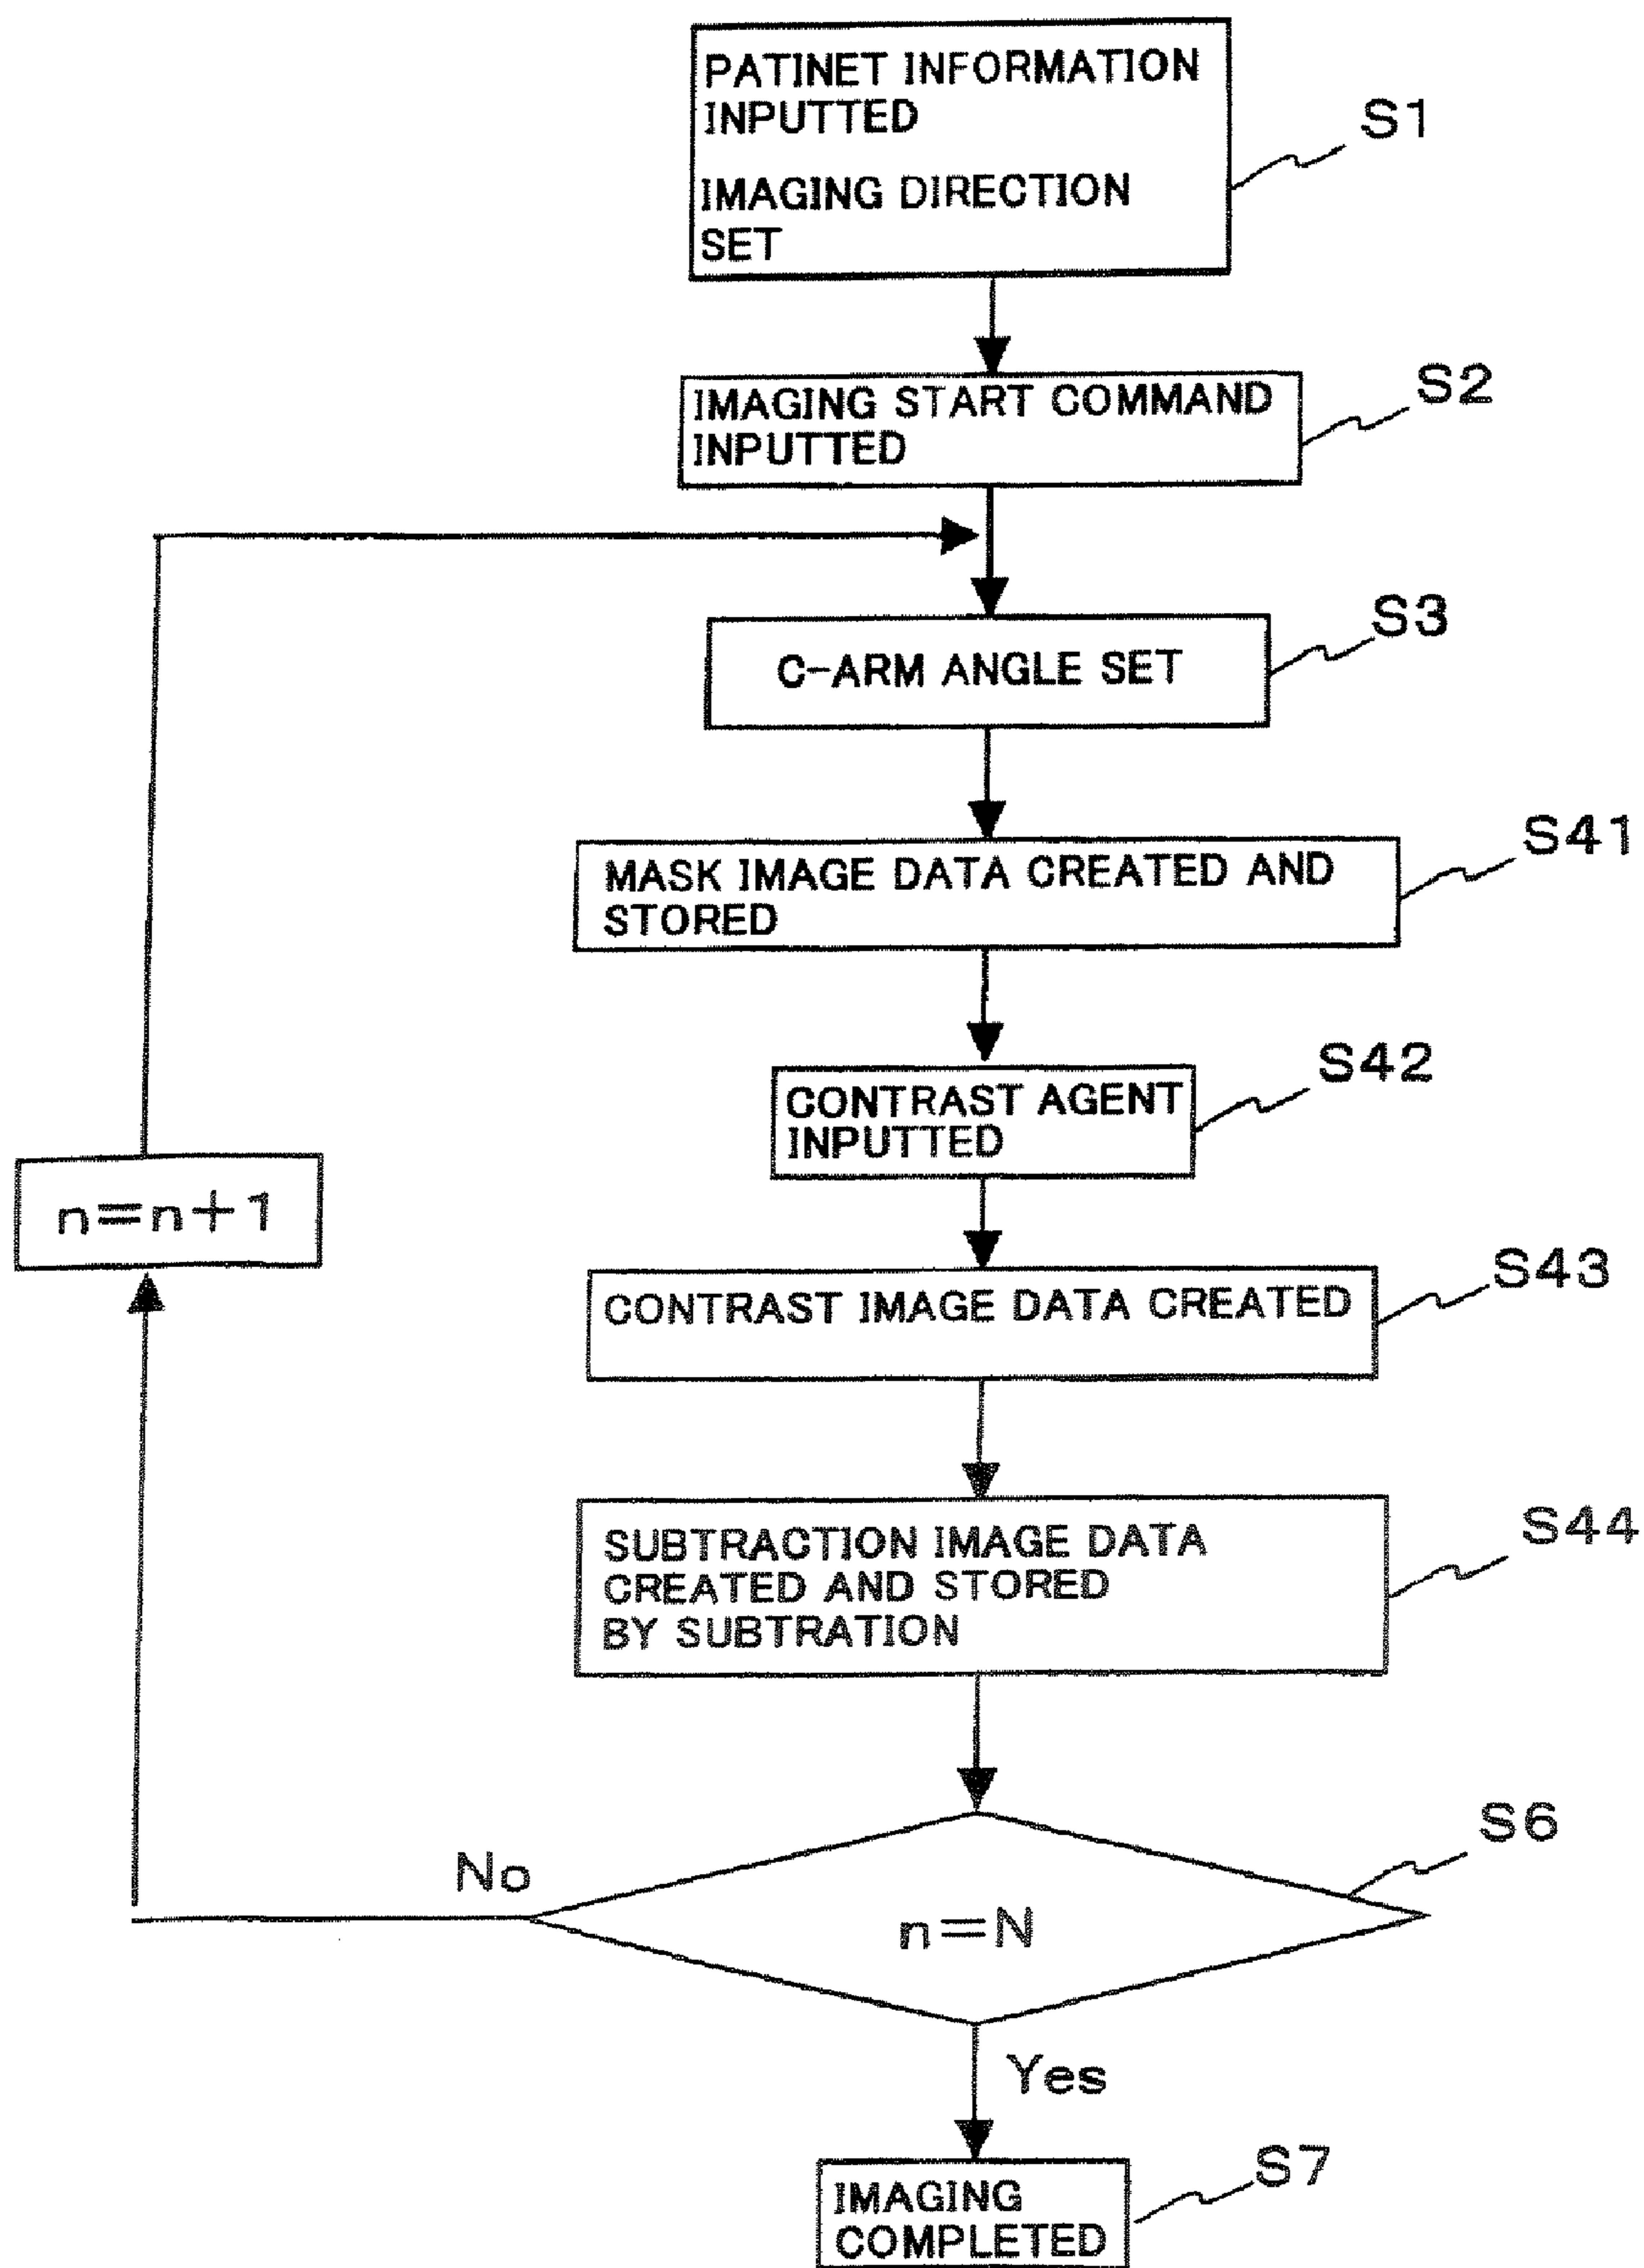 PATINET INFORMATION
INPUTTED
IMAGING DIRECTION
SET
S1
IMAGING START COMMAND
INPUTTED
S2
C-ARM ANGLE SET
S3
MASK IMAGE DATA CREATED AND
STORED
S41
CONTRAST AGENT
INPUTTED
S42
n=n+1
CONTRAST IMAGE DATA CREATED
S43
SUBTRACTION IMAGE DATA
CREATED AND STORED
BY SUBTRATION
S44
No
n=N
S6
Yes
IMAGING
COMPLETED
S7